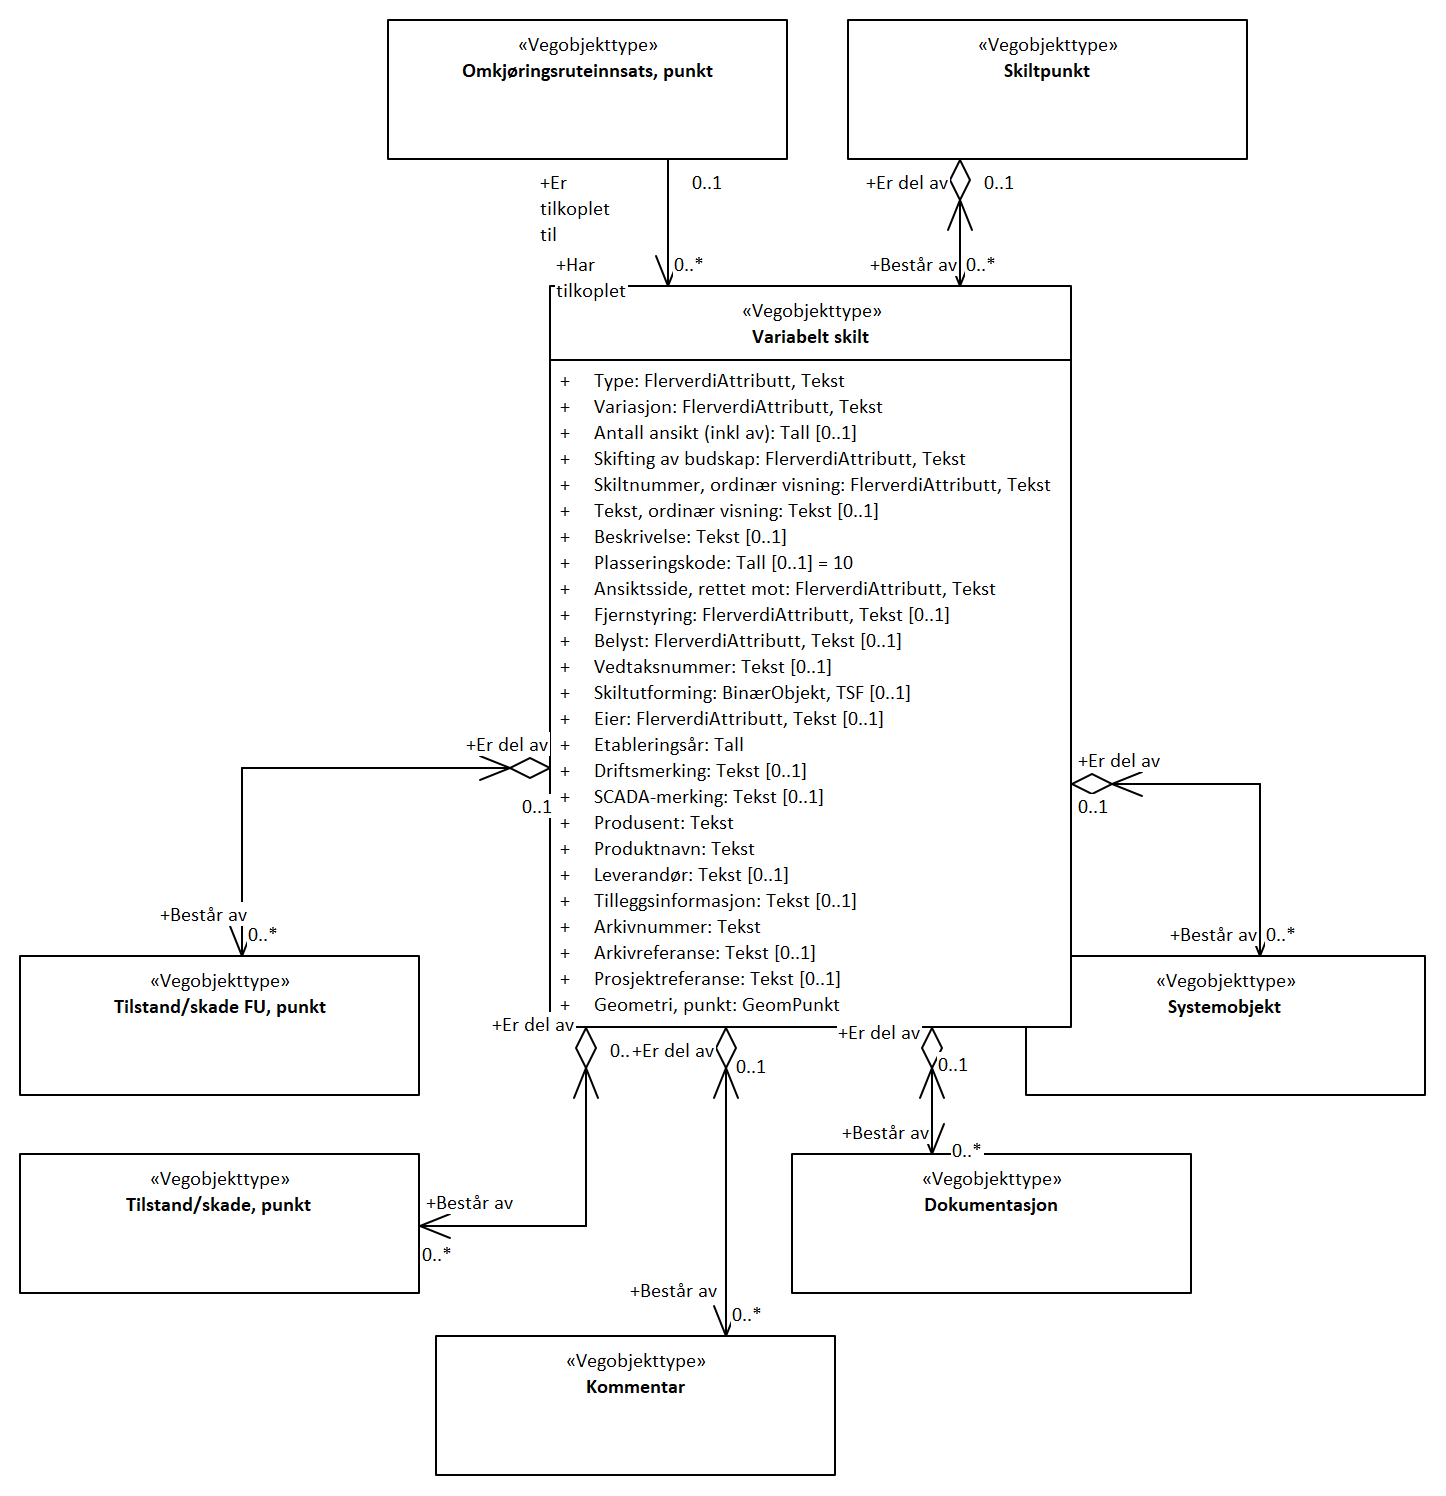 «Vegobjekttype»
Omkjøringsruteinnsats, punkt
«Vegobjekttype»
Skiltpunkt
+Er
tilkoplet
til
0..1
+Har
tilkoplet
0..*
+Er del av
0..1
+Består av
0..*
«Vegobjekttype»
Variabelt skilt
+ Type: FlerverdiAttributt, Tekst
+ Variasjon: FlerverdiAttributt, Tekst
+ Antall ansikt (inkl av): Tall [0..1]
+ Skifting av budskap: FlerverdiAttributt, Tekst
+ Skiltnummer, ordinær visning: FlerverdiAttributt, Tekst
+ Tekst, ordinær visning: Tekst [0..1]
+ Beskrivelse: Tekst [0..1]
+ Plasseringskode: Tall [0..1] = 10
+ Ansiktsside, rettet mot: FlerverdiAttributt, Tekst
+ Fjernstyring: FlerverdiAttributt, Tekst [0..1]
+ Belyst: FlerverdiAttributt, Tekst [0..1]
+ Vedtaksnummer: Tekst [0..1]
+ Skiltutforming: BinærObjekt, TSF [0..1]
+ Eier: FlerverdiAttributt, Tekst [0..1]
+ Etableringsår: Tall
+ Driftsmerking: Tekst [0..1]
+ SCADA-merking: Tekst [0..1]
+ Produsent: Tekst
+ Produktnavn: Tekst
+ Leverandør: Tekst [0..1]
+ Tilleggsinformasjon: Tekst [0..1]
+ Arkivnummer: Tekst
+ Arkivreferanse: Tekst [0..1]
+ Prosjektreferanse: Tekst [0..1]
+ Geometri, punkt: GeomPunkt
+Er del av
0..1
+Består av
0..*
«Vegobjekttype»
Tilstand/skade FU, punkt
+Er del av
0..1
+Består av
0..*
«Vegobjekttype»
Systemobjekt
+Er del av
0..
+Består av
0..*
«Vegobjekttype»
Tilstand/skade, punkt
+Er del av
0..1
+Består av
0..*
«Vegobjekttype»
Kommentar
+Er del av
0..1
+Består av
0..*
«Vegobjekttype»
Dokumentasjon